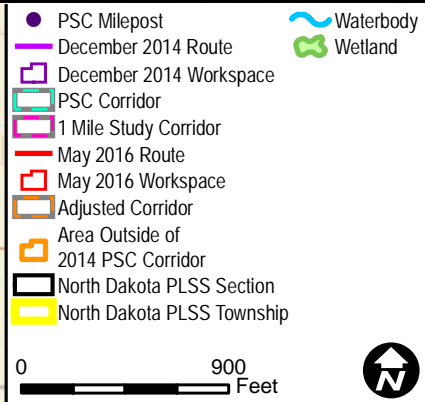 PSC Milepost
December 2014 Route
December 2014 Workspace
PSC Corridor
1 Mile Study Corridor
May 2016 Route
May 2016 Workspace
Adjusted Corridor
Area Outside of
2014 PSC Corridor
North Dakota PLSS Section
North Dakota PLSS Township
Waterbody
Wetland
0 900
Feet
N